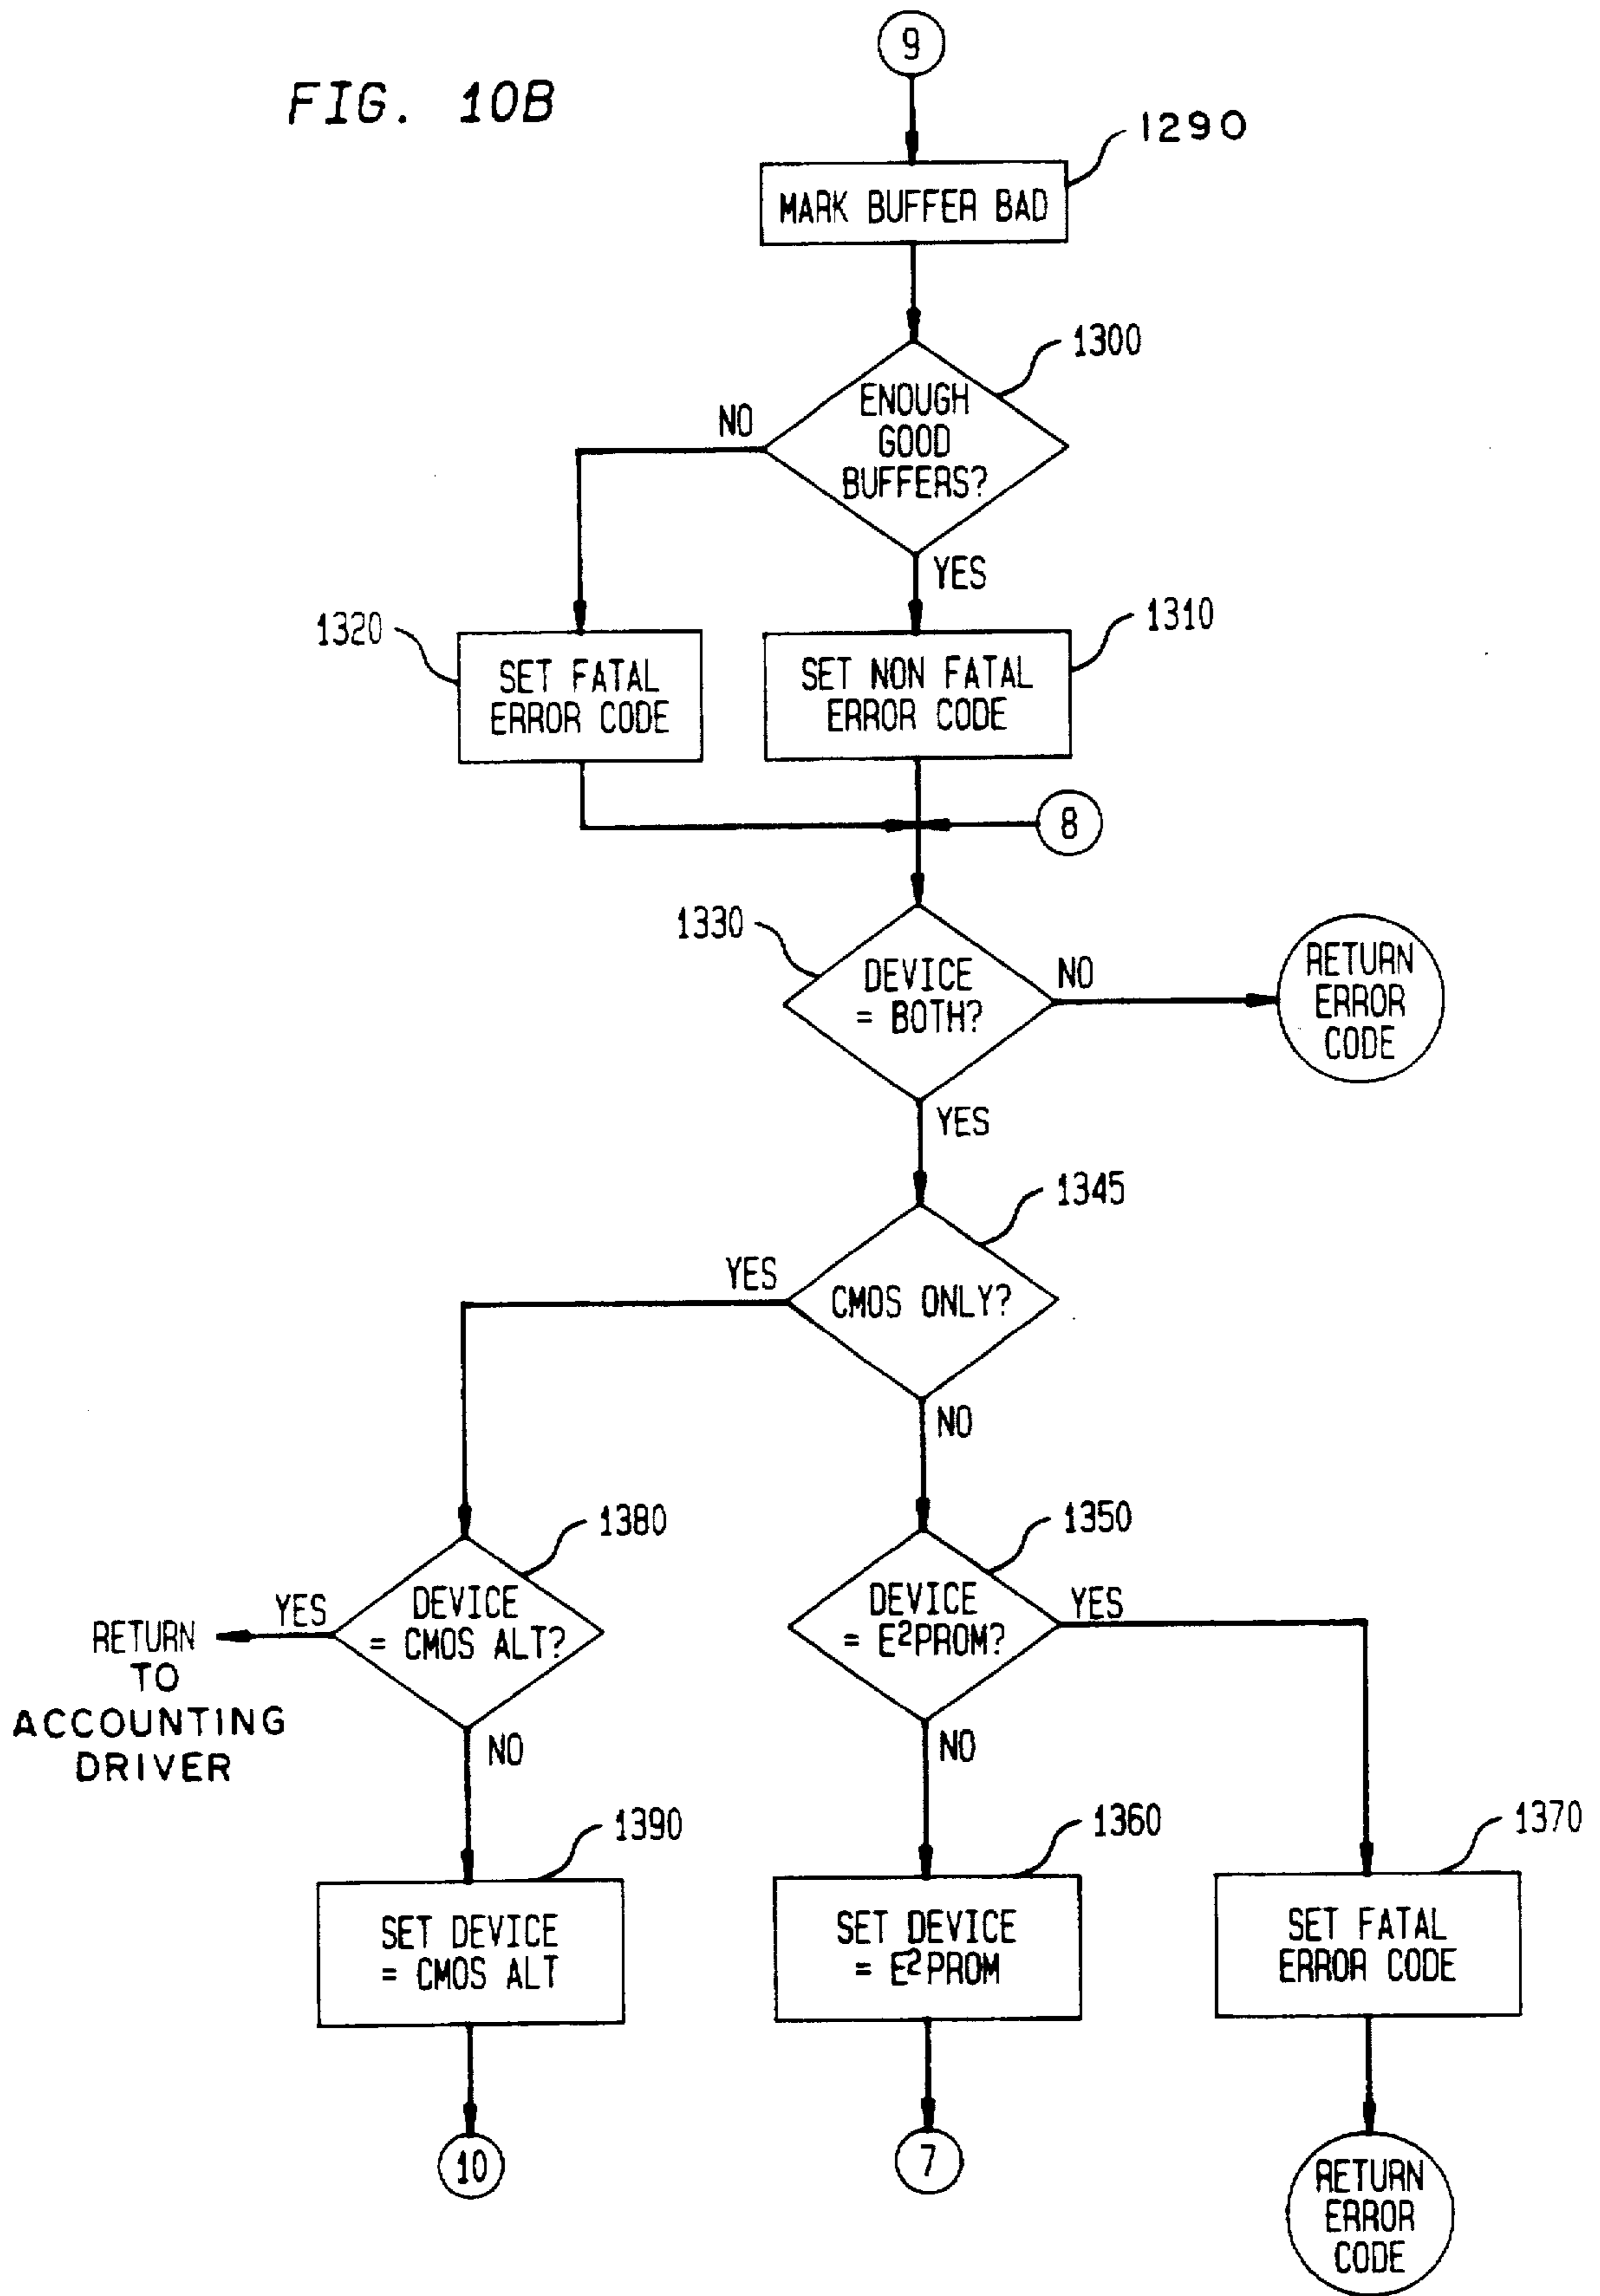 9
FIG. 10B
1290
MARK BUFFER BAD
1300
ENOUGH
GOOD
BUFFERS?
NO
YES
1320
1310
SET FATAL
ERROR CODE
SET NON FATAL
ERROR CODE
8
1330
DEVICE
= BOTH?
NO
RETURN
ERROR
CODE
YES
1345
YES
CMOS ONLY?
NO
1380
1350
DEVICE
= CMOS ALT?
YES
RETURN
TO
ACCOUNTING
DRIVER
NO
DEVICE
= E²PROM?
YES
NO
1390
1360
1370
SET DEVICE
= CMOS ALT
SET DEVICE
= E²PROM
SET FATAL
ERROR CODE
10
7
RETURN
ERROR
CODE